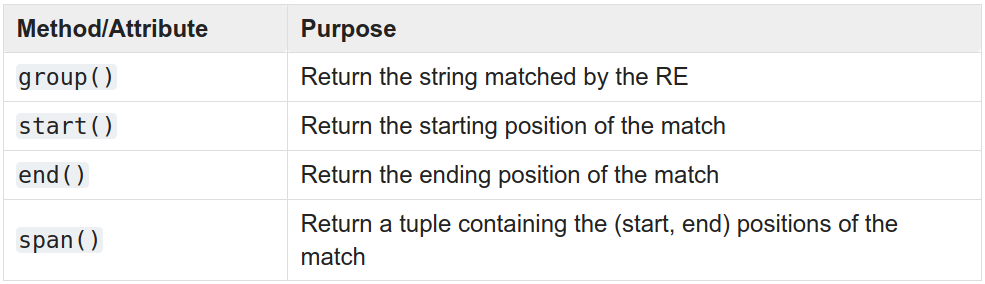 Method/Attribute Purpose
group() Return the string matched by the RE
start() Return the starting position of the match
end() Return the ending position of the match
span() Return a tuple containing the (start, end) positions of the
match